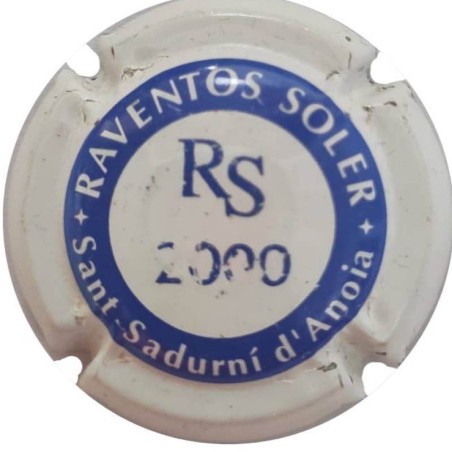 RAVENTOS SOLER
RS
2000
Sant Sadurní d'Anoia